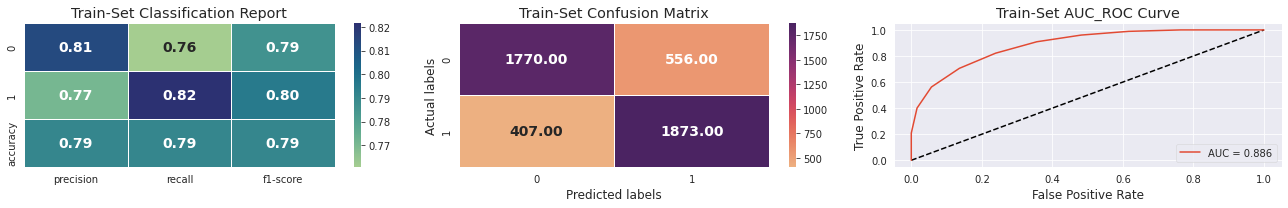 Train-Set Classification Report
0
0.81 0.76 0.79
1
0.77 0.82 0.80
accuracy
0.79 0.79 0.79
precision recall f1-score
0.82
0.81
0.80
0.79
0.78
0.77
Train-Set Confusion Matrix
Actual labels
0
1770.00 556.00
1
407.00 1873.00
0 1
Predicted labels
1750
1500
1250
1000
750
500
Train-Set AUC_ROC Curve
True Positive Rate
1.0
0.8
0.6
0.4
0.2
0.0
AUC = 0.886
0.0 0.2 0.4 0.6 0.8 1.0
False Positive Rate